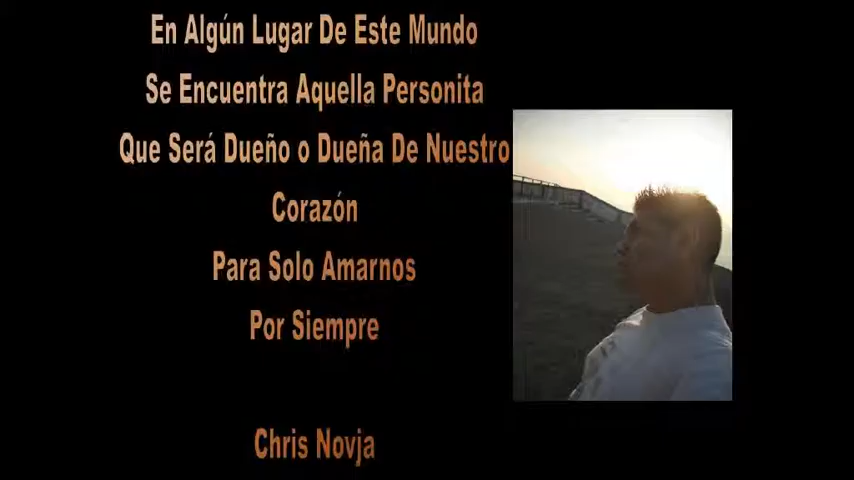 En Algún Lugar De Este Mundo
Se Encuentra Aquella Personita
Que Será Dueño o Dueña De Nuestro
Corazón
Para Solo Amarnos
Por Siempre
Chris Novja